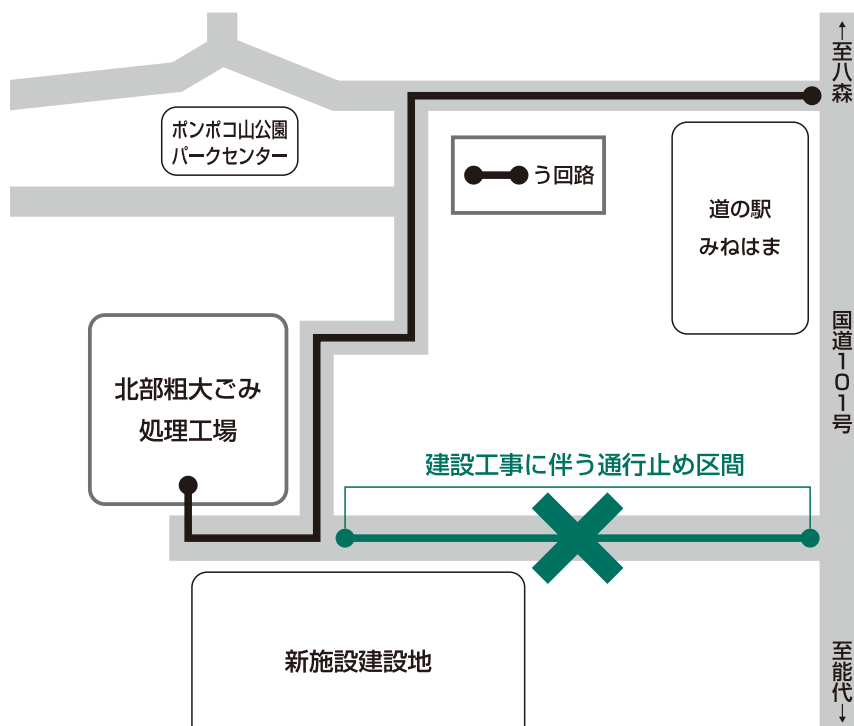 ↑至八森
ポンポコ山公園
パークセンター
う回路
道の駅
みねはま
国道101号
北部粗大ごみ
処理工場
建設工事に伴う通行止め区間
新施設建設地
至能代↓